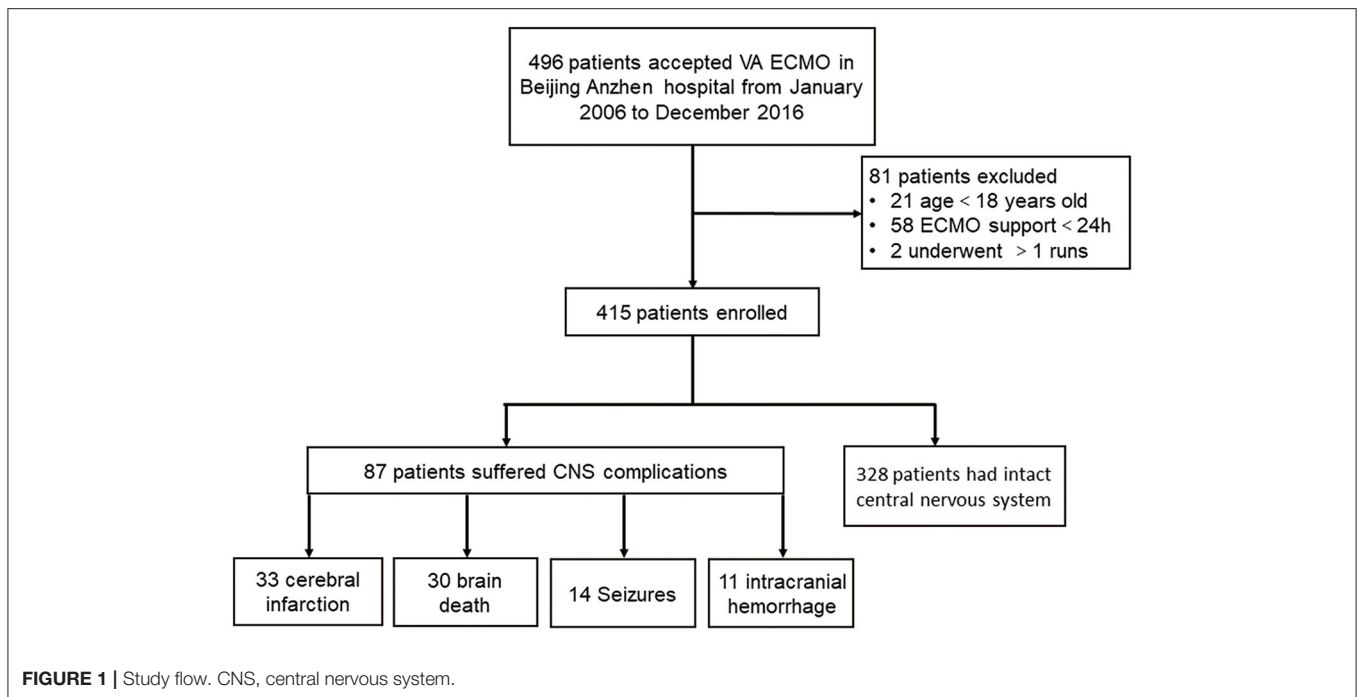 496 patients accepted VA ECMO in
Beijing Anzhen hospital from January
2006 to December 2016
81 patients excluded
• 21 age < 18 years old
• 58 ECMO support < 24h
• 2 underwent > 1 runs
415 patients enrolled
87 patients suffered CNS complications
328 patients had intact
central nervous system
33 cerebral
infarction
30 brain
death
14 Seizures
11 intracranial
hemorrhage
FIGURE 1 | Study flow. CNS, central nervous system.